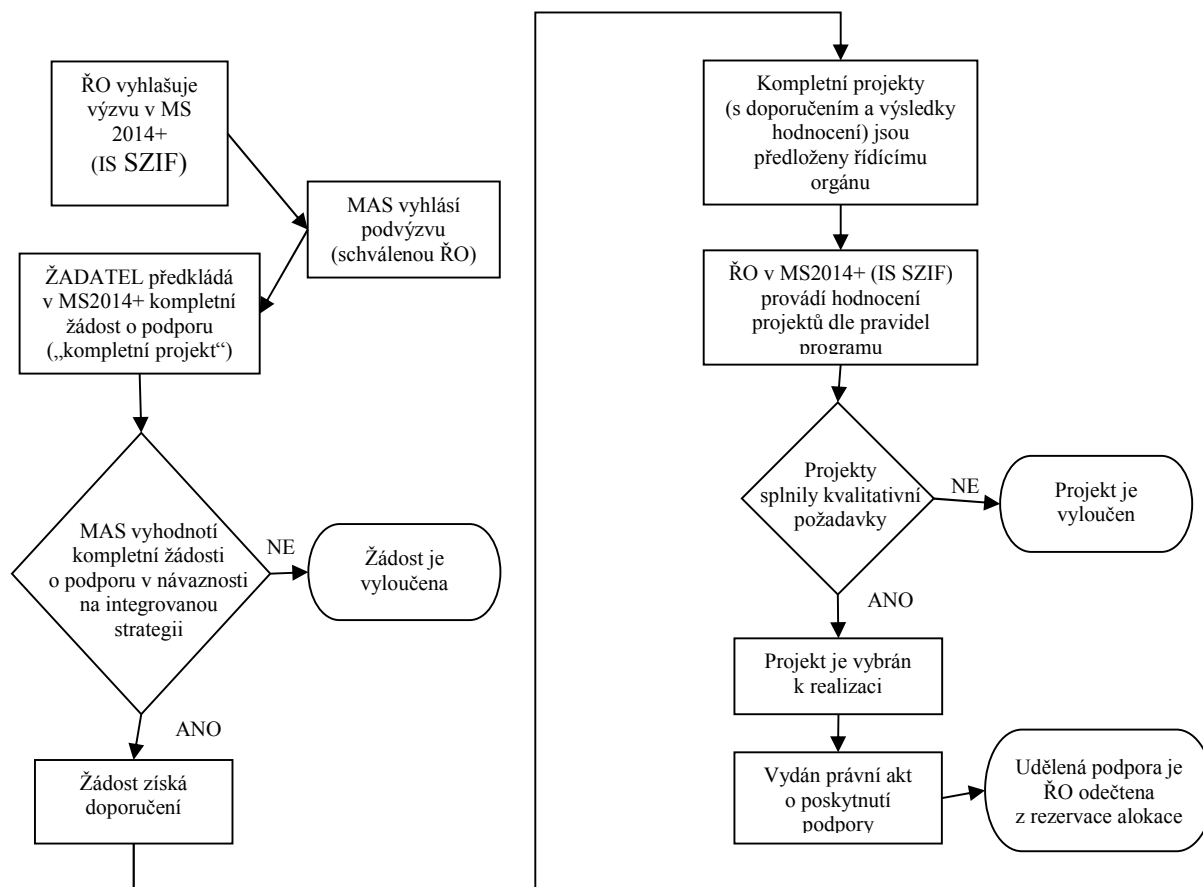 ŘO vyhlašuje
výzvu v MS
2014+
(IS SZIF)
MAS vyhlásí
podvýzvu
(schválenou ŘO)
ŽADATEL předkládá
v MS2014+ kompletní
žádost o podporu
(„kompletní projekt“)
MAS vyhodnotí
kompletní žádosti
o podporu v návaznosti
na integrovanou
strategii
NE
Žádost je
vyloučena
ANO
Žádost získá
doporučení
Kompletní projekty
(s doporučením a výsledky
hodnocení) jsou
předloženy řídícímu
orgánu
ŘO v MS2014+ (IS SZIF)
provádí hodnocení
projektů dle pravidel
programu
Projekty
splnily kvalitativní
požadavky
NE
Projekt je
vyloučen
ANO
Projekt je vybrán
k realizaci
Vydán právní akt
o poskytnutí
podpory
Udělená podpora je
ŘO odečtena
z rezervace alokace